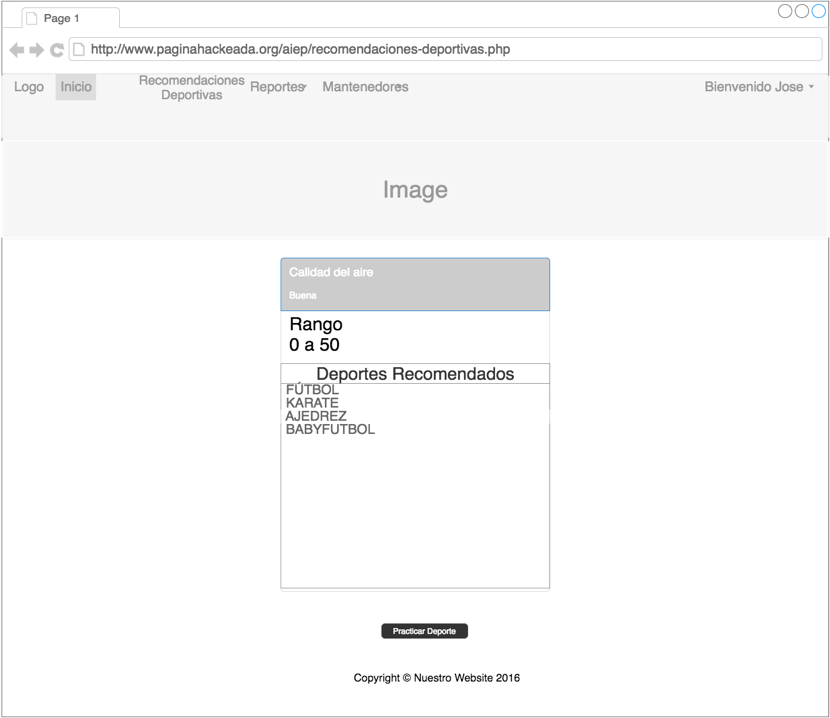 Page 1
http://www.paginahackeada.org/aiep/recomendaciones-deportivas.php
Logo
Inicio
Recomendaciones
Deportivas
Reportes
Mantenedores
Bienvenido Jose
Image
Calidad del aire
Buena
Rango
0 a 50
Deportes Recomendados
FÚTBOL
KARATE
AJEDREZ
BABYFUTBOL
Practicar Deporte
Copyright © Nuestro Website 2016